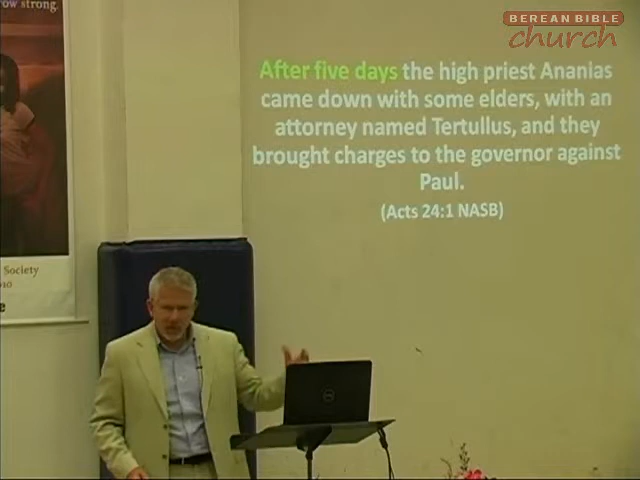 ow strong.
BEREAN BIBLE
church
After five days the high priest Ananias
came down with some elders, with an
attorney named Tertullus, and they
brought charges to the governor against
Paul.
(Acts 24:1 NASB)
Society
DELL